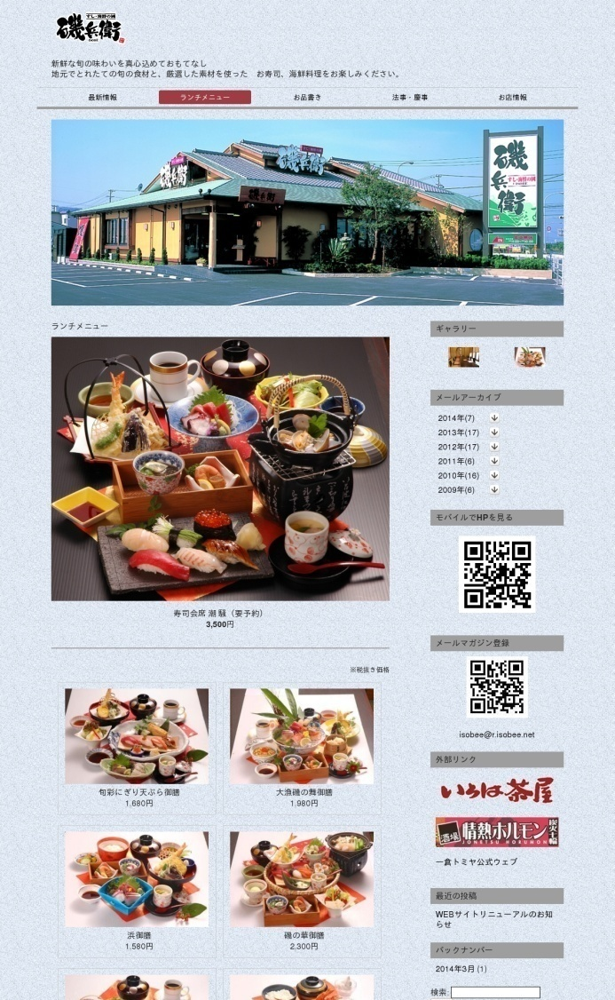 すし・海鮮の國
磯兵衛
新鮮な旬の味わいを真心込めておもてなし
地元でとれたての旬の食材と、厳選した素材を使った　お寿司、海鮮料理をお楽しみください。
最新情報 ランチメニュー お品書き 法事・慶事 お店情報
磯兵衛
磯兵衛
磯兵衛
磯兵衛
すし・海鮮の國
ランチメニュー
寿司会席 潮 騒（要予約）
3,500円
※税抜き価格
旬彩にぎり天ぷら御膳
1,680円
大漁磯の舞御膳
1,980円
浜御膳
1,580円
磯の華御膳
2,300円
ギャラリー
メールアーカイブ
2014年(7)
2013年(17)
2012年(17)
2011年(6)
2010年(16)
2009年(6)
モバイルでHPを見る
メールマガジン登録
isobee@r.isobee.net
外部リンク
いろは茶屋
酒場 情熱ホルモン 炭火七輪
JONETSU HORUMON
一倉トミヤ公式ウェブ
最近の投稿
WEBサイトリニューアルのお知
らせ
バックナンバー
2014年3月 (1)
検索: